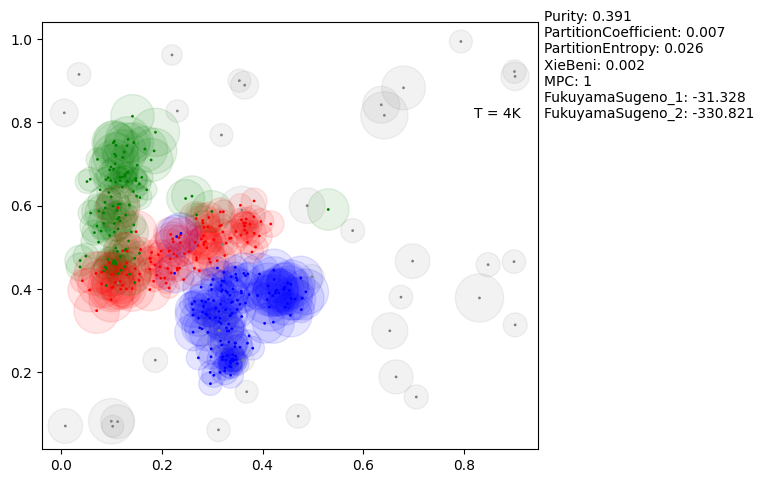 Purity: 0.391
PartitionCoefficient: 0.007
PartitionEntropy: 0.026
XieBeni: 0.002
MPC: 1
FukuyamaSugeno_1: -31.328
FukuyamaSugeno_2: -330.821
T = 4K
1.0
0.8
0.6
0.4
0.2
0.0 0.2 0.4 0.6 0.8